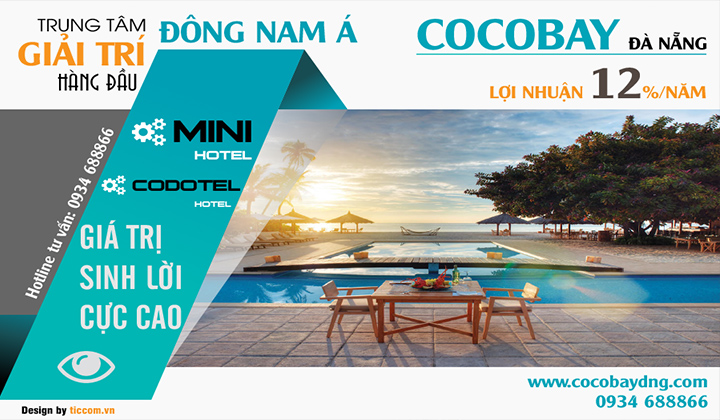 TRUNG TÂM
GIẢI TRÍ
HÀNG ĐẦU
ĐÔNG NAM Á
COCOBAY ĐÀ NẴNG
LỢI NHUẬN 12%/NĂM
Hotline tư vấn: 0934 688866
MINI
HOTEL
CODOTEL
HOTEL
GIÁ TRỊ
SINH LỜI
CỰC CAO
www.cocobaydng.com
0934 688866
Design by ticcom.vn